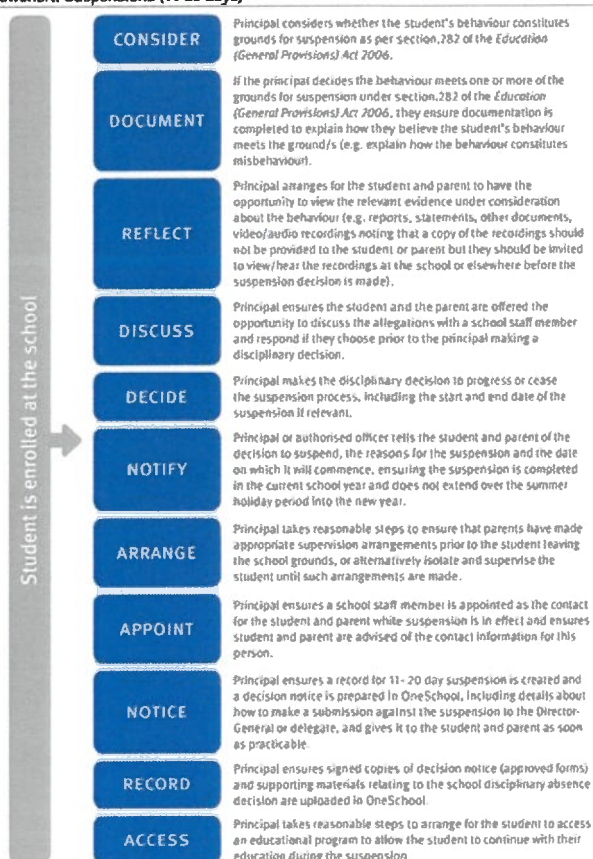 Suspensions (11-20 days)
Student is enrolled at the school
CONSIDER
Principal considers whether the student's behaviour constitutes
grounds for suspension as per section.282 of the Education
(General Provisions) Act 2006.
DOCUMENT
If the principal decides the behaviour meets one or more of the
grounds for suspension under section.282 of the Education
(General Provisions) Act 2006, they ensure documentation is
completed to explain how they believe the student's behaviour
meets the ground/s (e.g. explain how the behaviour constitutes
misbehaviour).
REFLECT
Principal arranges for the student and parent to have the
opportunity to view the relevant evidence under consideration
about the behaviour (e.g. reports, statements, other documents,
video/audio recordings noting that a copy of the recordings should
not be provided to the student or parent but they should be invited
to view/hear the recordings at the school or elsewhere before the
suspension decision is made).
DISCUSS
Principal ensures the student and the parent are offered the
opportunity to discuss the allegations with a school staff member
and respond if they choose prior to the principal making a
disciplinary decision.
DECIDE
Principal makes the disciplinary decision to progress or cease
the suspension process, including the start and end date of the
suspension if relevant.
NOTIFY
Principal or authorised officer tells the student and parent of the
decision to suspend, the reasons for the suspension and the date
on which it will commence, ensuring the suspension is completed
in the current school year and does not extend over the summer
holiday period into the new year.
ARRANGE
Principal takes reasonable steps to ensure that parents have made
appropriate supervision arrangements prior to the student leaving
the school grounds, or alternatively isolate and supervise the
student until such arrangements are made.
APPOINT
Principal ensures a school staff member is appointed as the contact
for the student and parent while suspension is in effect and ensures
student and parent are advised of the contact information for this
person.
NOTICE
Principal ensures a record for 11- 20 day suspension is created and
a decision notice is prepared in OneSchool, including details about
how to make a submission against the suspension to the Director-
General or delegate, and gives it to the student and parent as soon
as practicable.
RECORD
Principal ensures signed copies of decision notice (approved forms)
and supporting materials relating to the school disciplinary absence
decision are uploaded in OneSchool.
ACCESS
Principal takes reasonable steps to arrange for the student to access
an educational program to allow the student to continue with their
education during the suspension